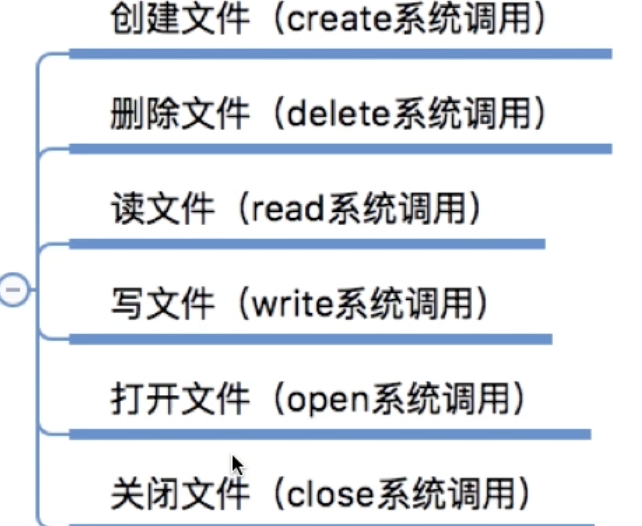 创建文件（create系统调用）
删除文件（delete系统调用）
读文件（read系统调用）
写文件（write系统调用）
打开文件（open系统调用）
关闭文件（close系统调用）